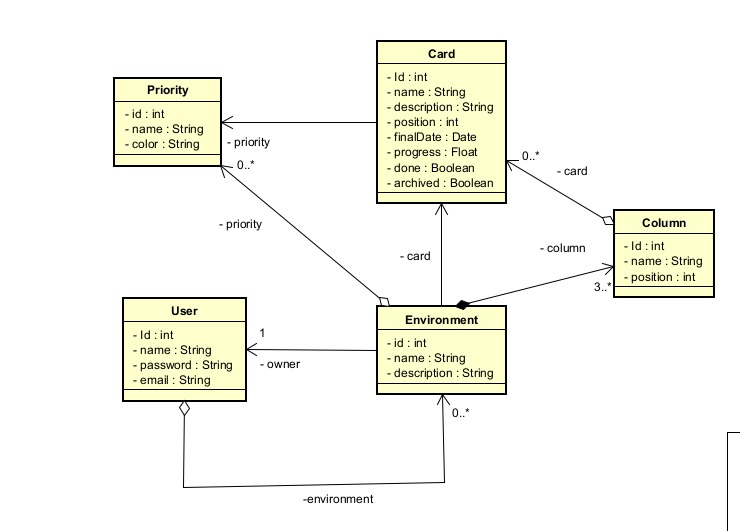 Card
- Id : int
- name : String
- description : String
- position : int
- finalDate : Date
- progress : Float
- done : Boolean
- archived : Boolean
Priority
- id : int
- name : String
- color : String
- priority
0..*
0..*
- card
- priority
- card
- column
Column
- Id : int
- name : String
- position : int
3..*
User
- Id : int
- name : String
- password : String
- email : String
1
- owner
Environment
- id : int
- name : String
- description : String
0..*
-environment